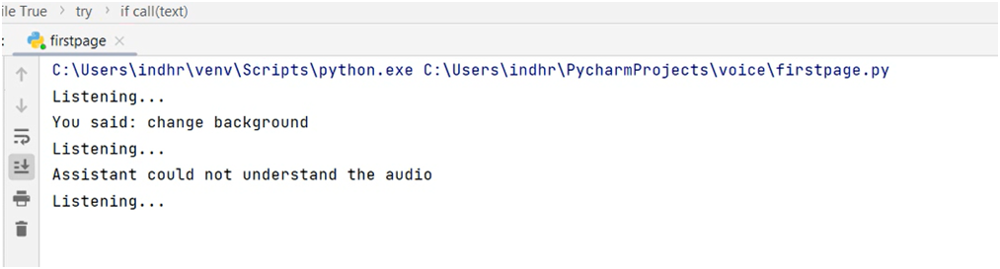 ile True > try > if call(text)
: firstpage ×
C:\Users\indhr\venv\Scripts\python.exe C:\Users\indhr\PycharmProjects\voice\firstpage.py
Listening...
You said: change background
Listening...
Assistant could not understand the audio
Listening...